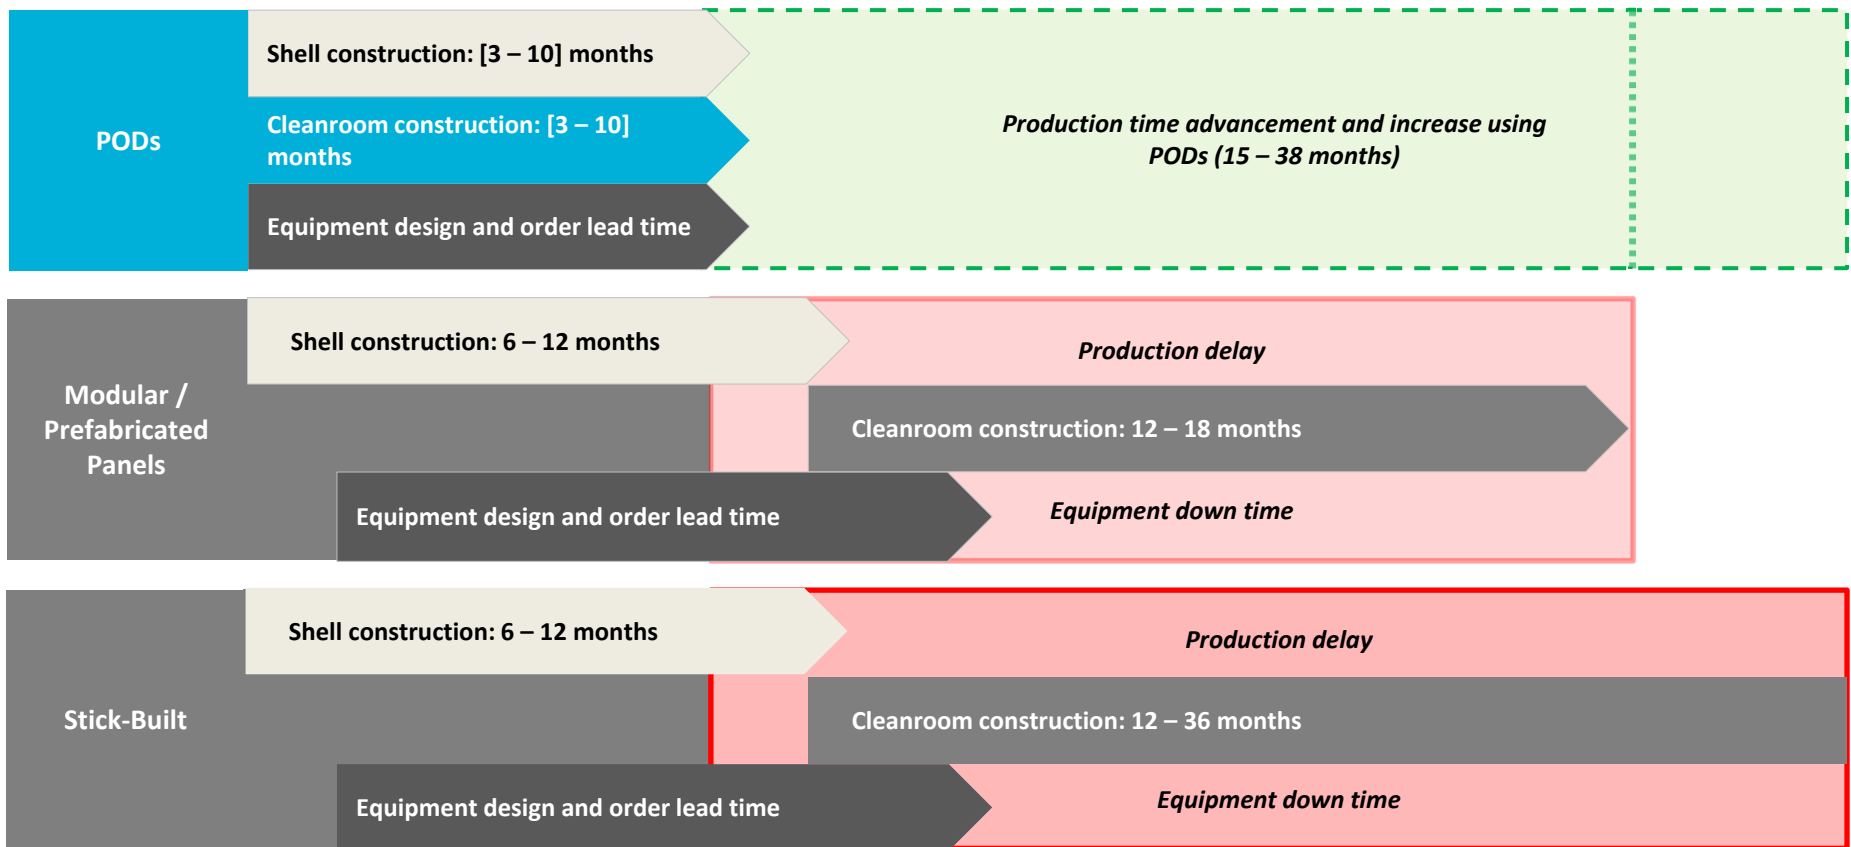 PODs
Shell construction: [3 – 10] months
Cleanroom construction: [3 – 10]
months
Equipment design and order lead time
Production time advancement and increase using
PODs (15 – 38 months)
Modular /
Prefabricated
Panels
Shell construction: 6 – 12 months
Production delay
Cleanroom construction: 12 – 18 months
Equipment design and order lead time
Equipment down time
Stick-Built
Shell construction: 6 – 12 months
Production delay
Cleanroom construction: 12 – 36 months
Equipment design and order lead time
Equipment down time